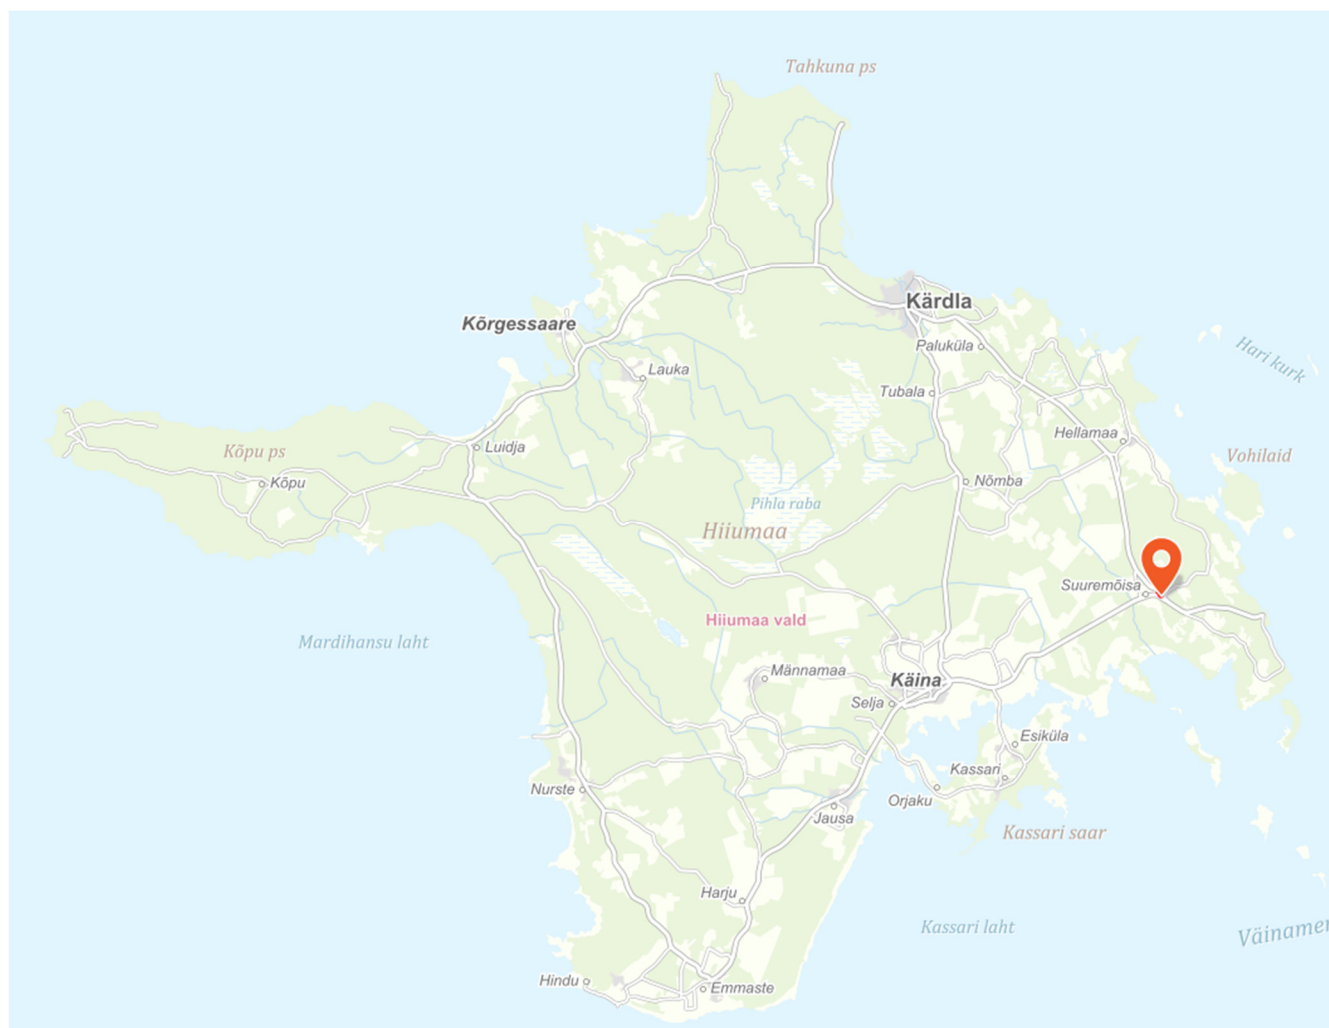 Tahkuna ps
Kärdla
Kõrgessaare
Hari kurk
Paluküla
Lauka
Tubala
Hellamaa
Luidja
Kõpu ps
Vohilaid
Kõpu
Nõmba
Pihla raba
Hiiumaa
Suuremõisa
Hiiumaa vald
Mardihansu laht
Männamaa
Käina
Selja
Esiküla
Kassari
Nurste
Orjaku
Jausa
Kassari saar
Harju
Kassari laht
Väinamer
Hindu
Emmaste